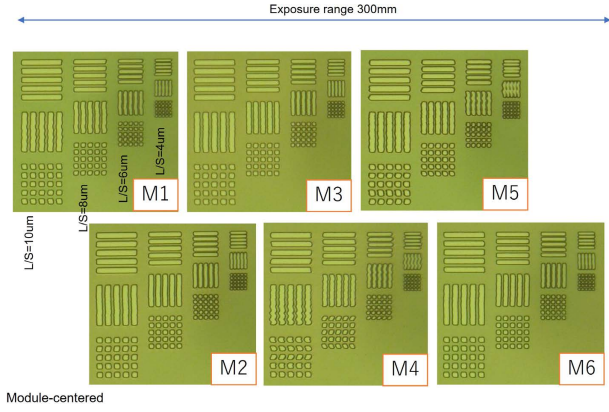 Exposure range 300mm
L/S=10um
L/S=8um
L/S=6um
L/S=4um
M1
M3
M5
M2
M4
M6
Module-centered